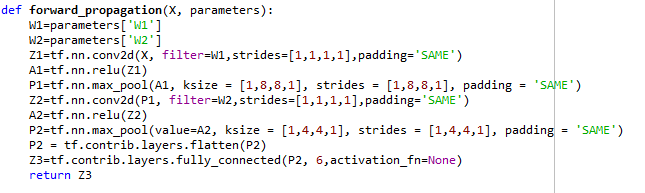 def forward_propagation(X, parameters):
    W1=parameters['W1']
    W2=parameters['W2']
    Z1=tf.nn.conv2d(X, filter=W1,strides=[1,1,1,1],padding='SAME')
    A1=tf.nn.relu(Z1)
    P1=tf.nn.max_pool(A1, ksize = [1,8,8,1], strides = [1,8,8,1], padding = 'SAME')
    Z2=tf.nn.conv2d(P1, filter=W2,strides=[1,1,1,1],padding='SAME')
    A2=tf.nn.relu(Z2)
    P2=tf.nn.max_pool(value=A2, ksize = [1,4,4,1], strides = [1,4,4,1], padding = 'SAME')
    P2 = tf.contrib.layers.flatten(P2)
    Z3=tf.contrib.layers.fully_connected(P2, 6,activation_fn=None)
    return Z3